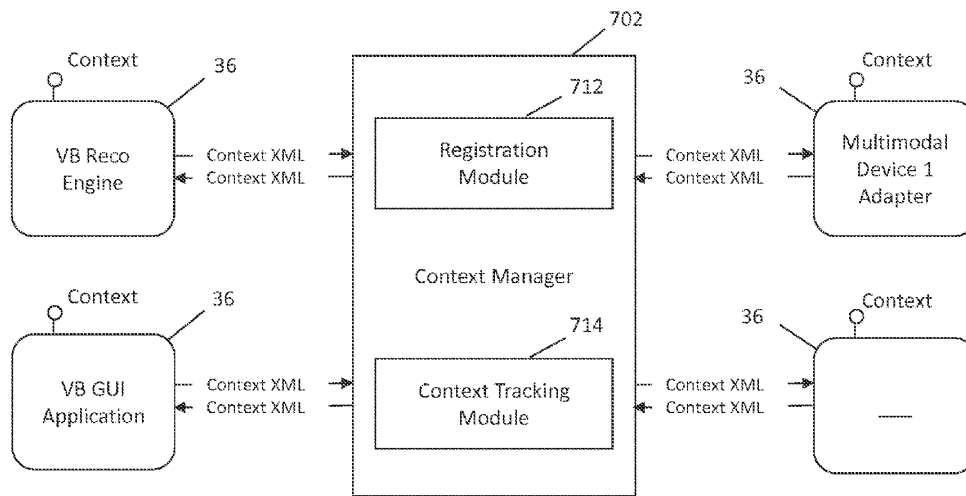 702
Context
36
VB Reco
Engine
Context XML
Context XML
712
Registration
Module
Context XML
Context XML
36
Context
Multimodal
Device 1
Adapter
Context Manager
Context
36
VB GUI
Application
Context XML
Context XML
714
Context Tracking
Module
Context XML
Context XML
36
Context